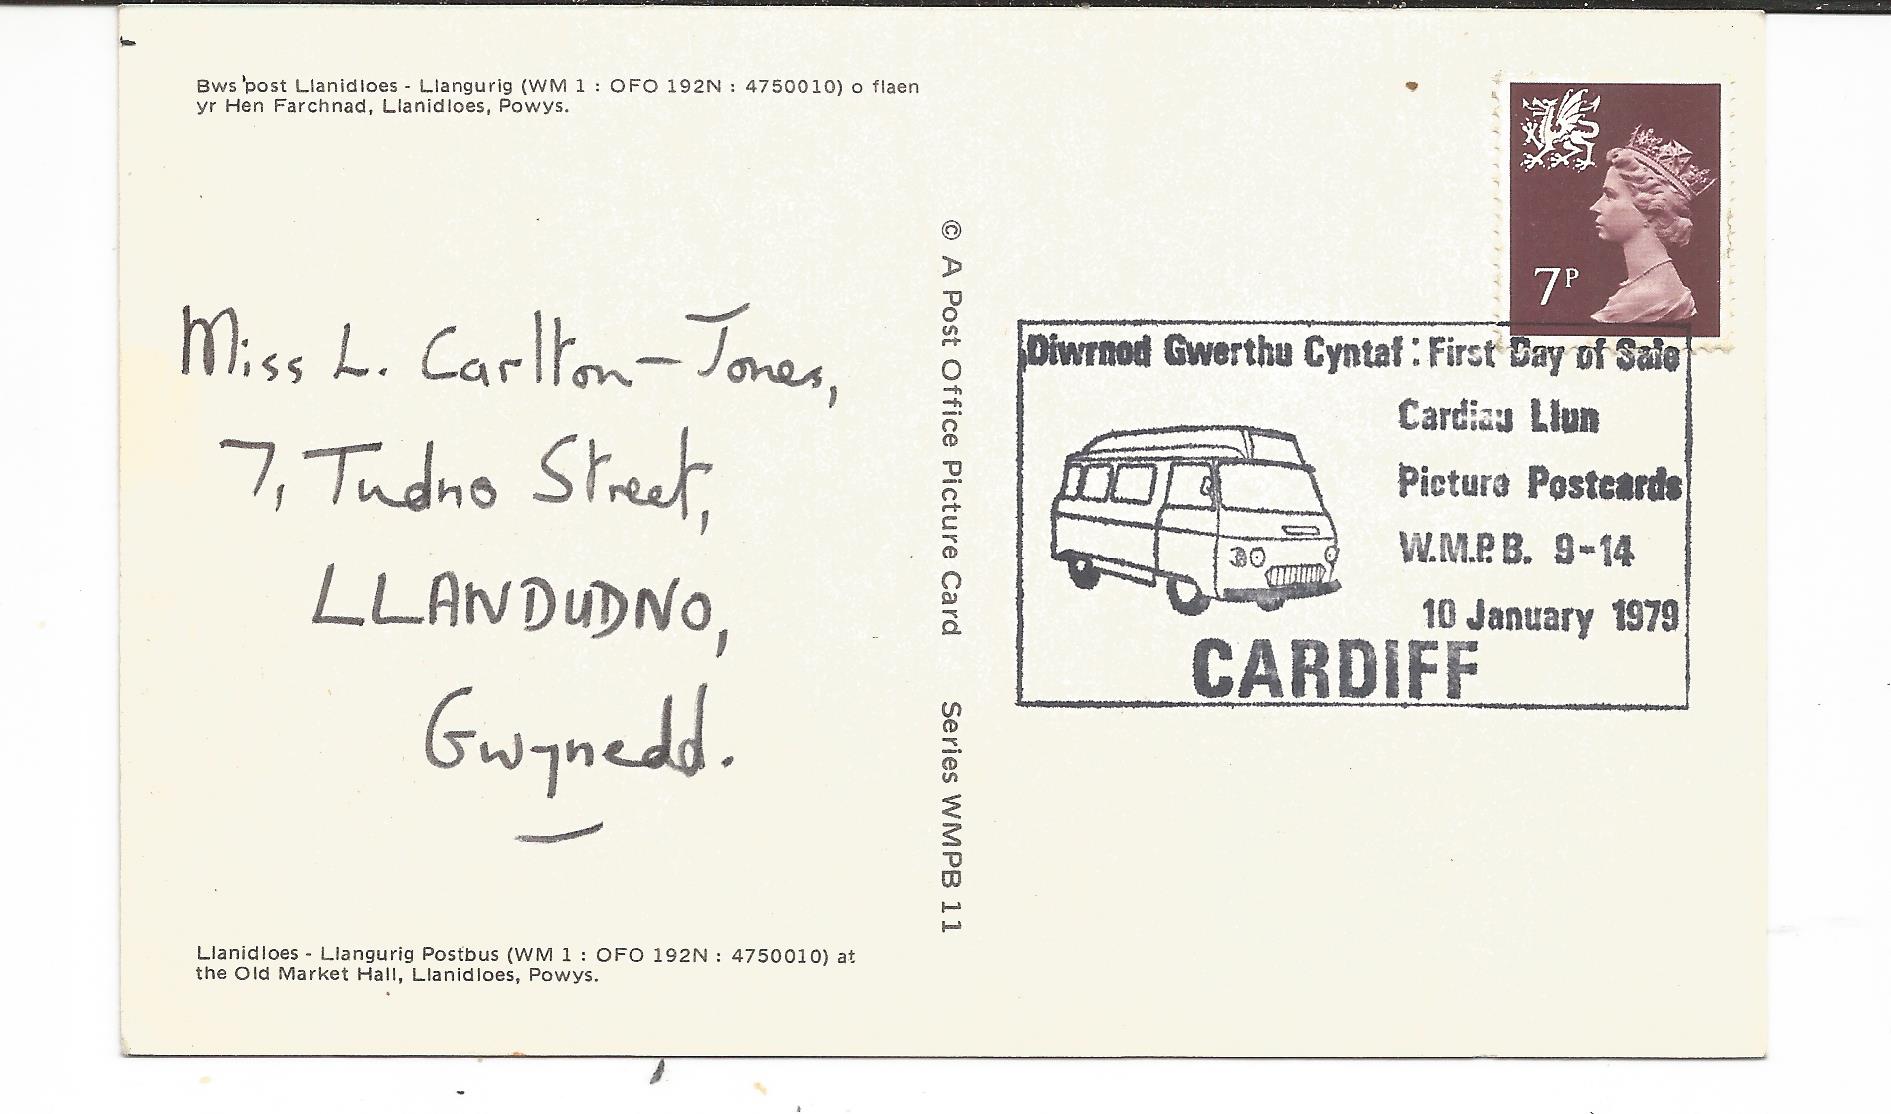 Bws post Llanidloes - Llangurig (WM 1 : OFO 192N : 4750010) o flaen
yr Hen Farchnad, Llanidloes, Powys.
Miss L. Carlton-Jones,
7, Tudno Street,
LLANDUDNO,
Gwynedd.
Llanidloes - Llangurig Postbus (WM 1 : OFO 192N : 4750010) at
the Old Market Hall, Llanidloes, Powys.
© A Post Office Picture Card Series WMPB 11
7P
Diwrnod Gwerthu Cyntaf : First Day of Sale
Cardiau Llun
Picture Postcards
W.M.P.B. 9-14
10 January 1979
CARDIFF